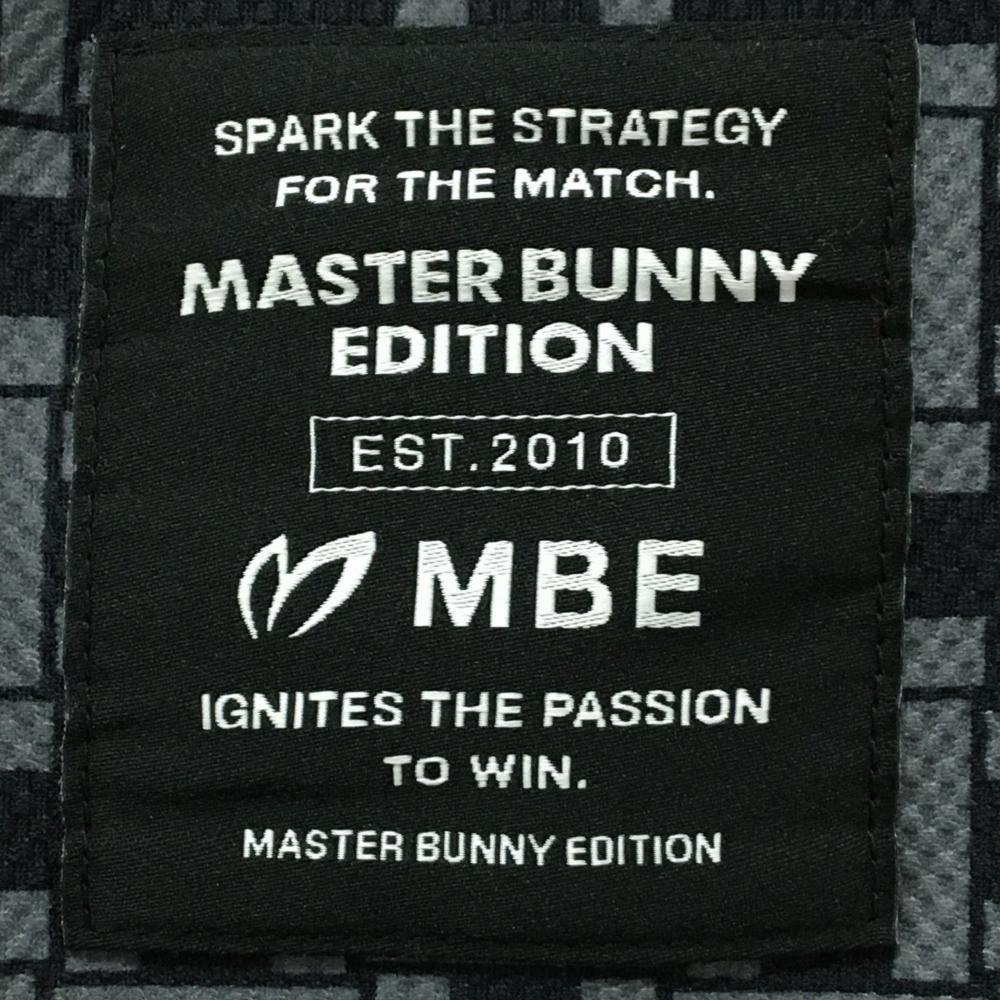 SPARK THE STRATEGY
FOR THE MATCH.
MASTER BUNNY
EDITION
EST.2010
MBE
IGNITES THE PASSION
TO WIN.
MASTER BUNNY EDITION